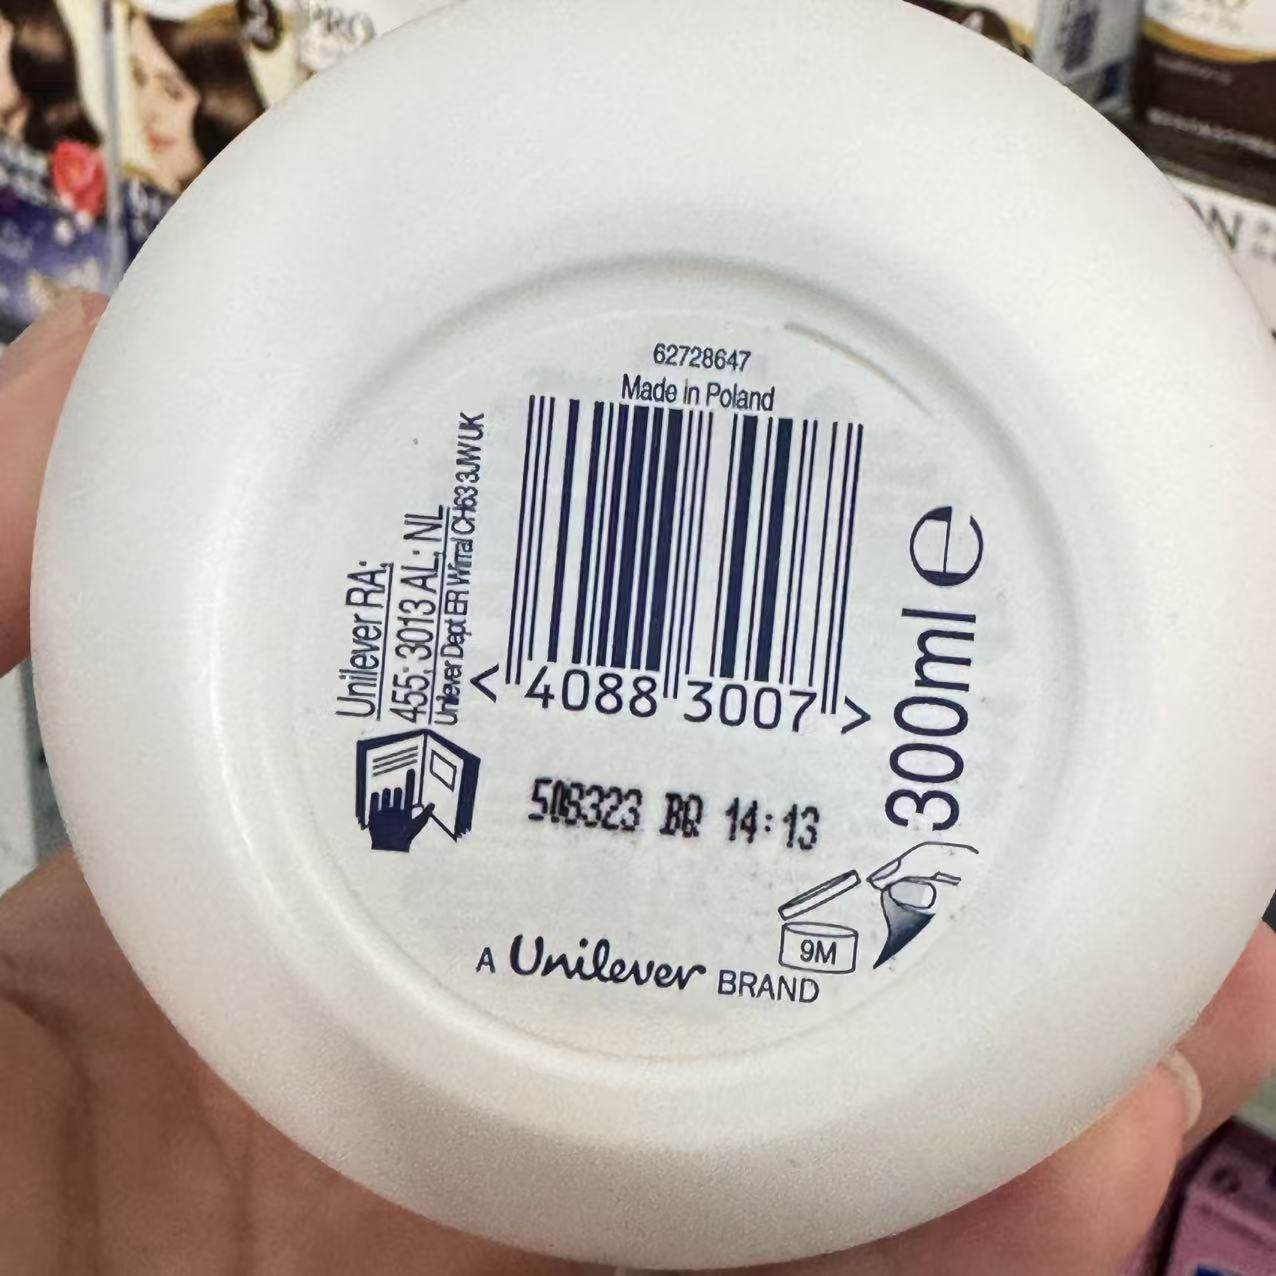 PRO
62728647
Made in Poland
Unilever RA:
455; 3013 AL; NL
Unilever Dept ER Wirral CH63 3JW UK
< 4088 3007 >
300ml e
BQ 14:13
9M
A Unilever BRAND